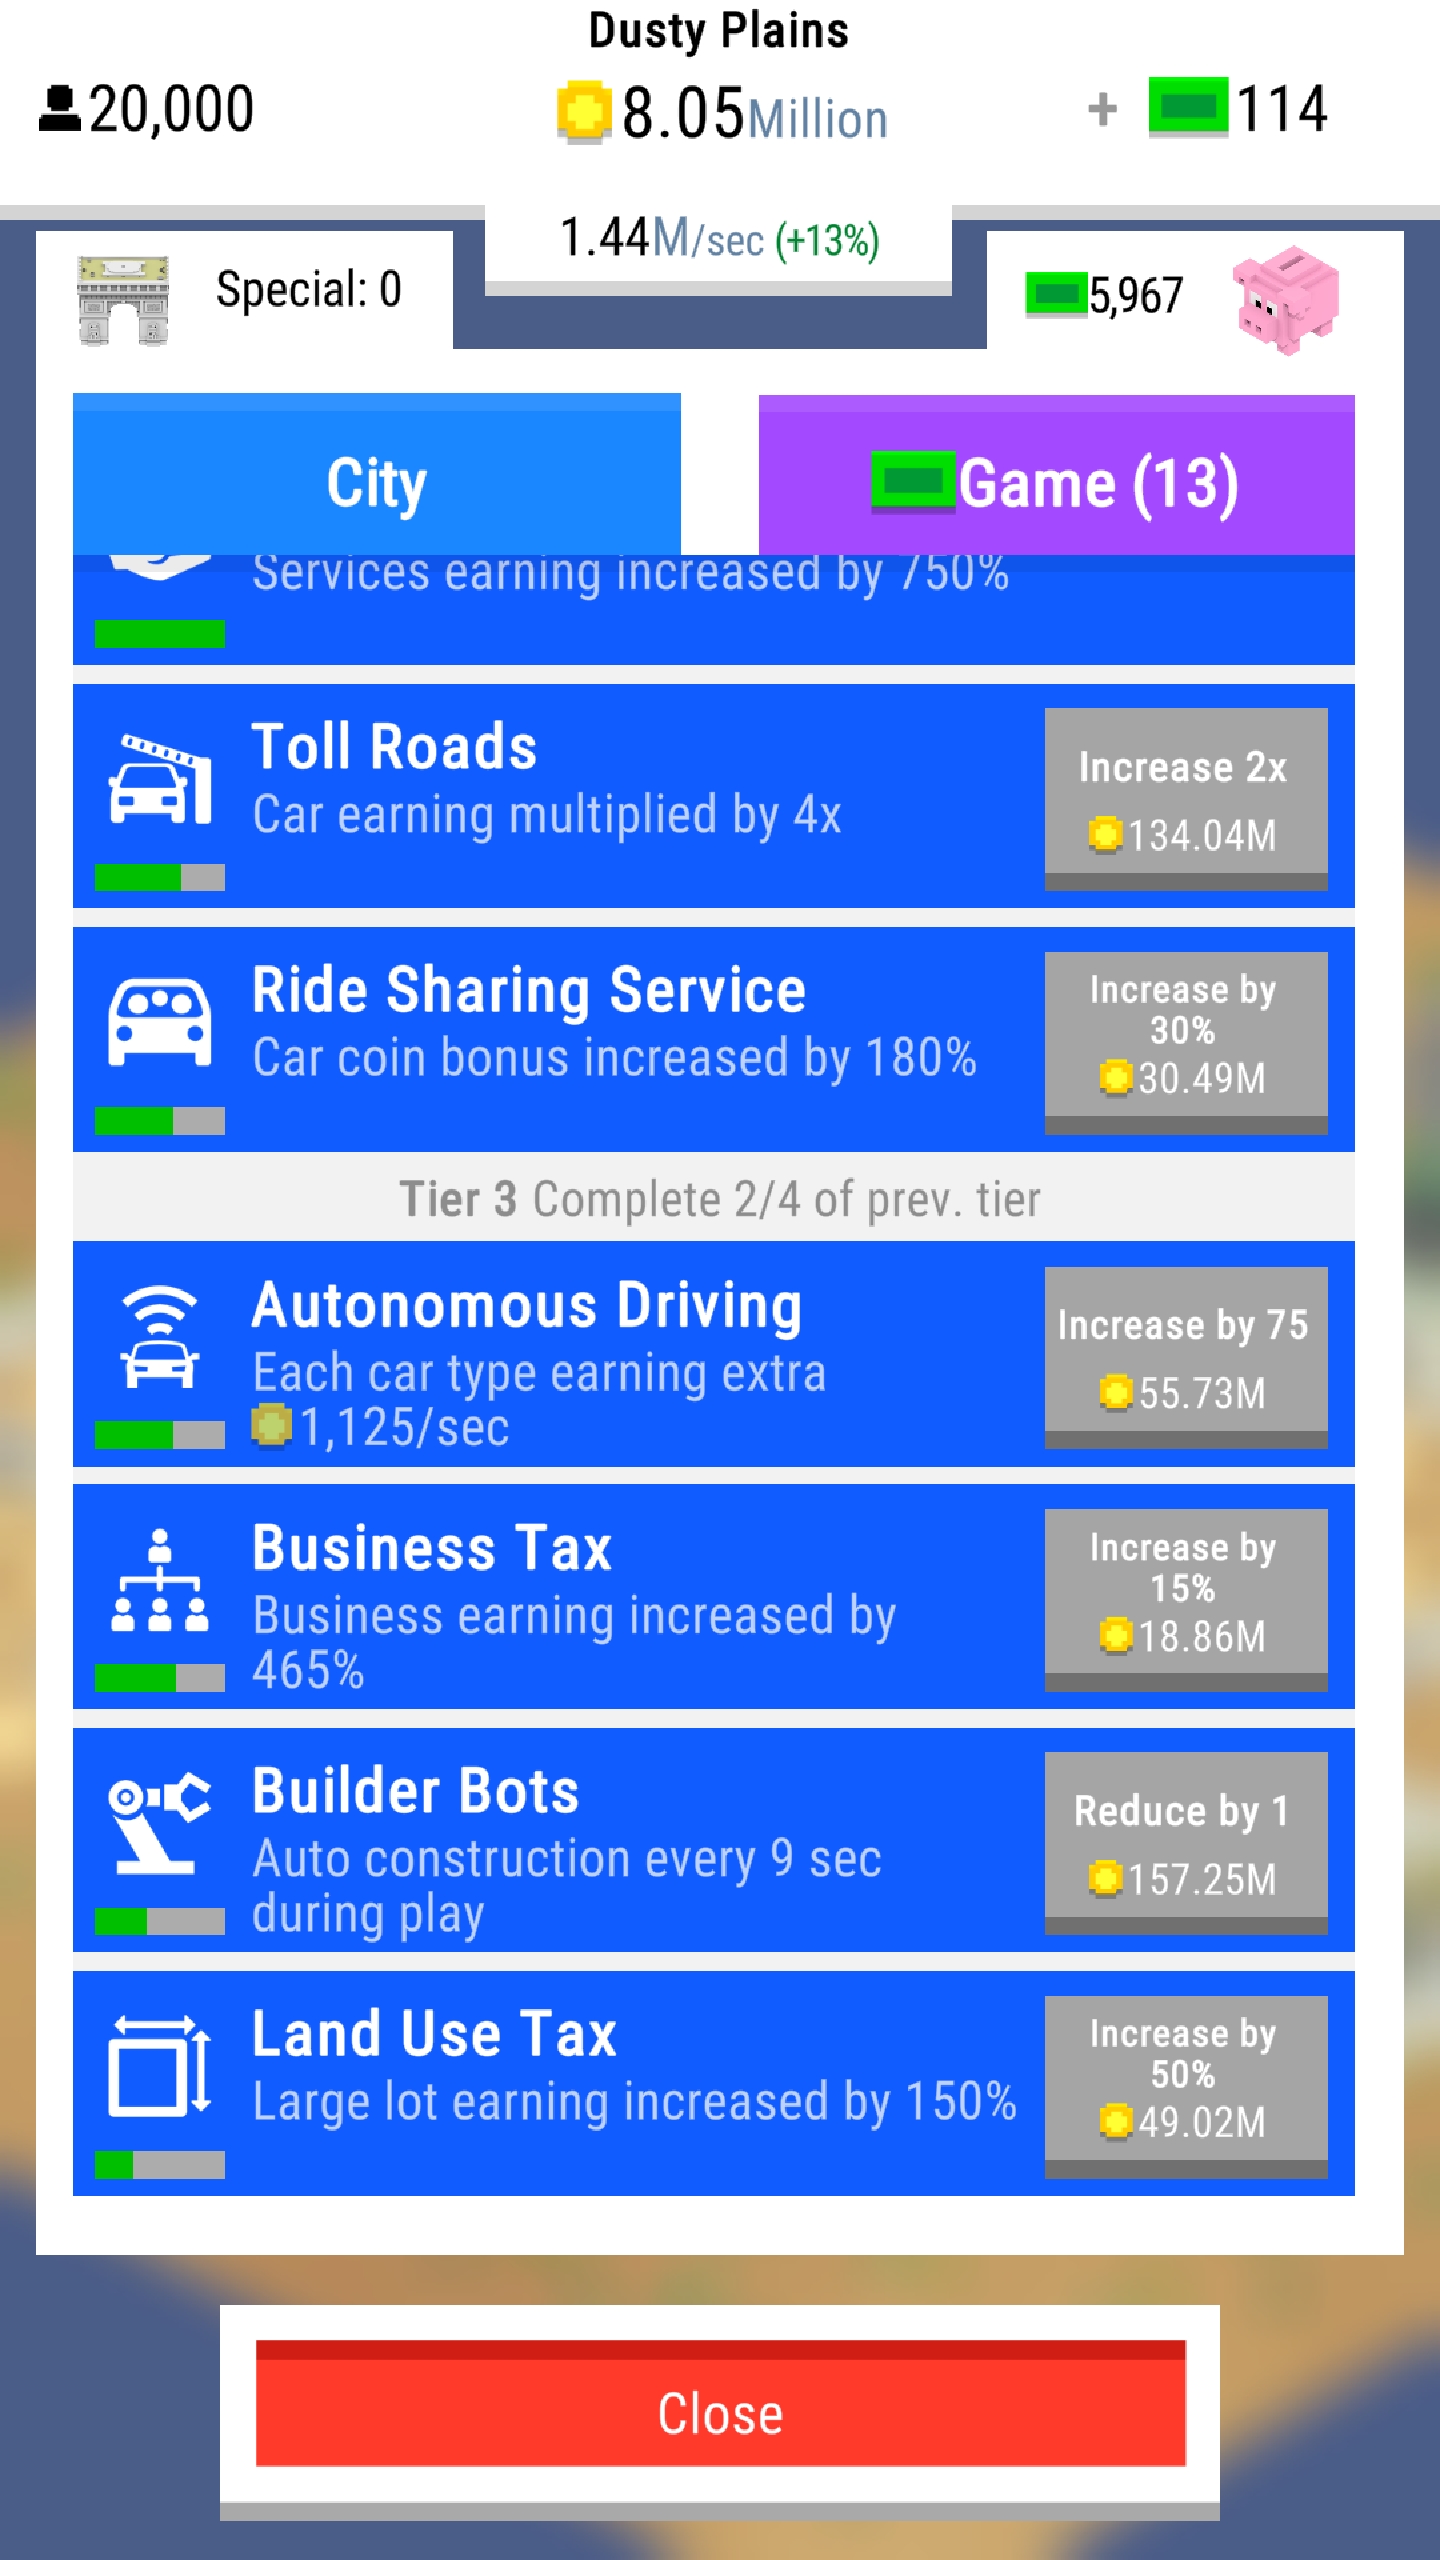 Dusty Plains
20,000
8.05Million
+ 114
1.44M/sec (+13%)
Special: 0
5,967
City
Game (13)
Services earning increased by 750%
Toll Roads
Car earning multiplied by 4x
Increase 2x
134.04M
Ride Sharing Service
Car coin bonus increased by 180%
Increase by
30%
30.49M
Tier 3 Complete 2/4 of prev. tier
Autonomous Driving
Each car type earning extra
1,125/sec
Increase by 75
55.73M
Business Tax
Business earning increased by
465%
Increase by
15%
18.86M
Builder Bots
Auto construction every 9 sec
during play
Reduce by 1
157.25M
Land Use Tax
Large lot earning increased by 150%
Increase by
50%
49.02M
Close